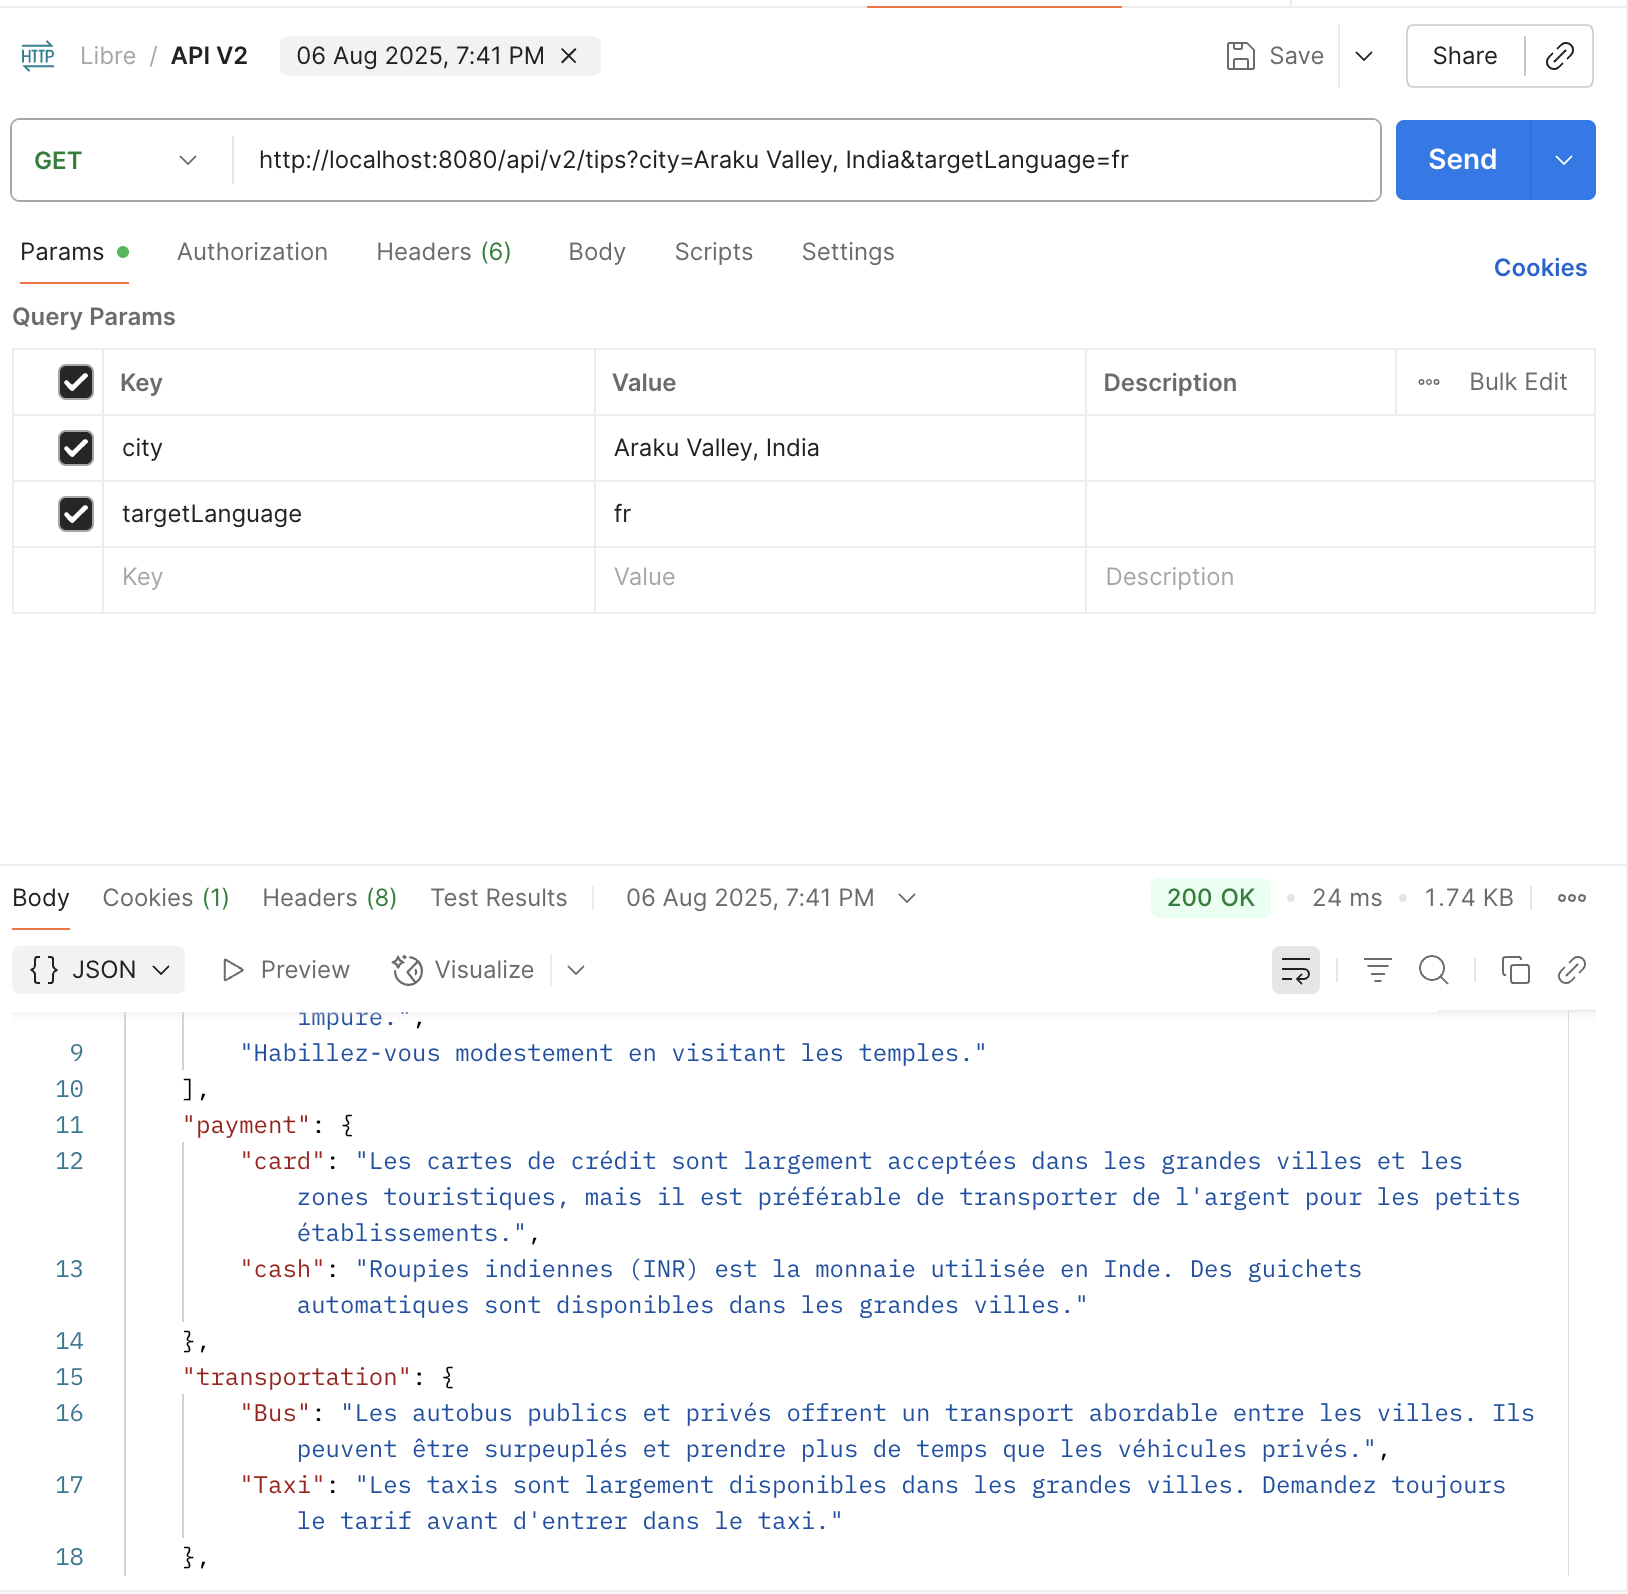 HTTP Libre / API V2 06 Aug 2025, 7:41 PM Save Share
GET http://localhost:8080/api/v2/tips?city=Araku Valley, India&targetLanguage=fr Send
Params Authorization Headers (6) Body Scripts Settings Cookies
Query Params
Key Value Description Bulk Edit
city Araku Valley, India
targetLanguage fr
Key Value Description
Body Cookies (1) Headers (8) Test Results 06 Aug 2025, 7:41 PM 200 OK 24 ms 1.74 KB
{} JSON Preview Visualize
impure.",
9 "Habillez-vous modestement en visitant les temples."
10 ],
11 "payment": {
12 "card": "Les cartes de crédit sont largement acceptées dans les grandes villes et les
zones touristiques, mais il est préférable de transporter de l'argent pour les petits
établissements.",
13 "cash": "Roupies indiennes (INR) est la monnaie utilisée en Inde. Des guichets
automatiques sont disponibles dans les grandes villes."
14 },
15 "transportation": {
16 "Bus": "Les autobus publics et privés offrent un transport abordable entre les villes. Ils
peuvent être surpeuplés et prendre plus de temps que les véhicules privés.",
17 "Taxi": "Les taxis sont largement disponibles dans les grandes villes. Demandez toujours
le tarif avant d'entrer dans le taxi."
18 },